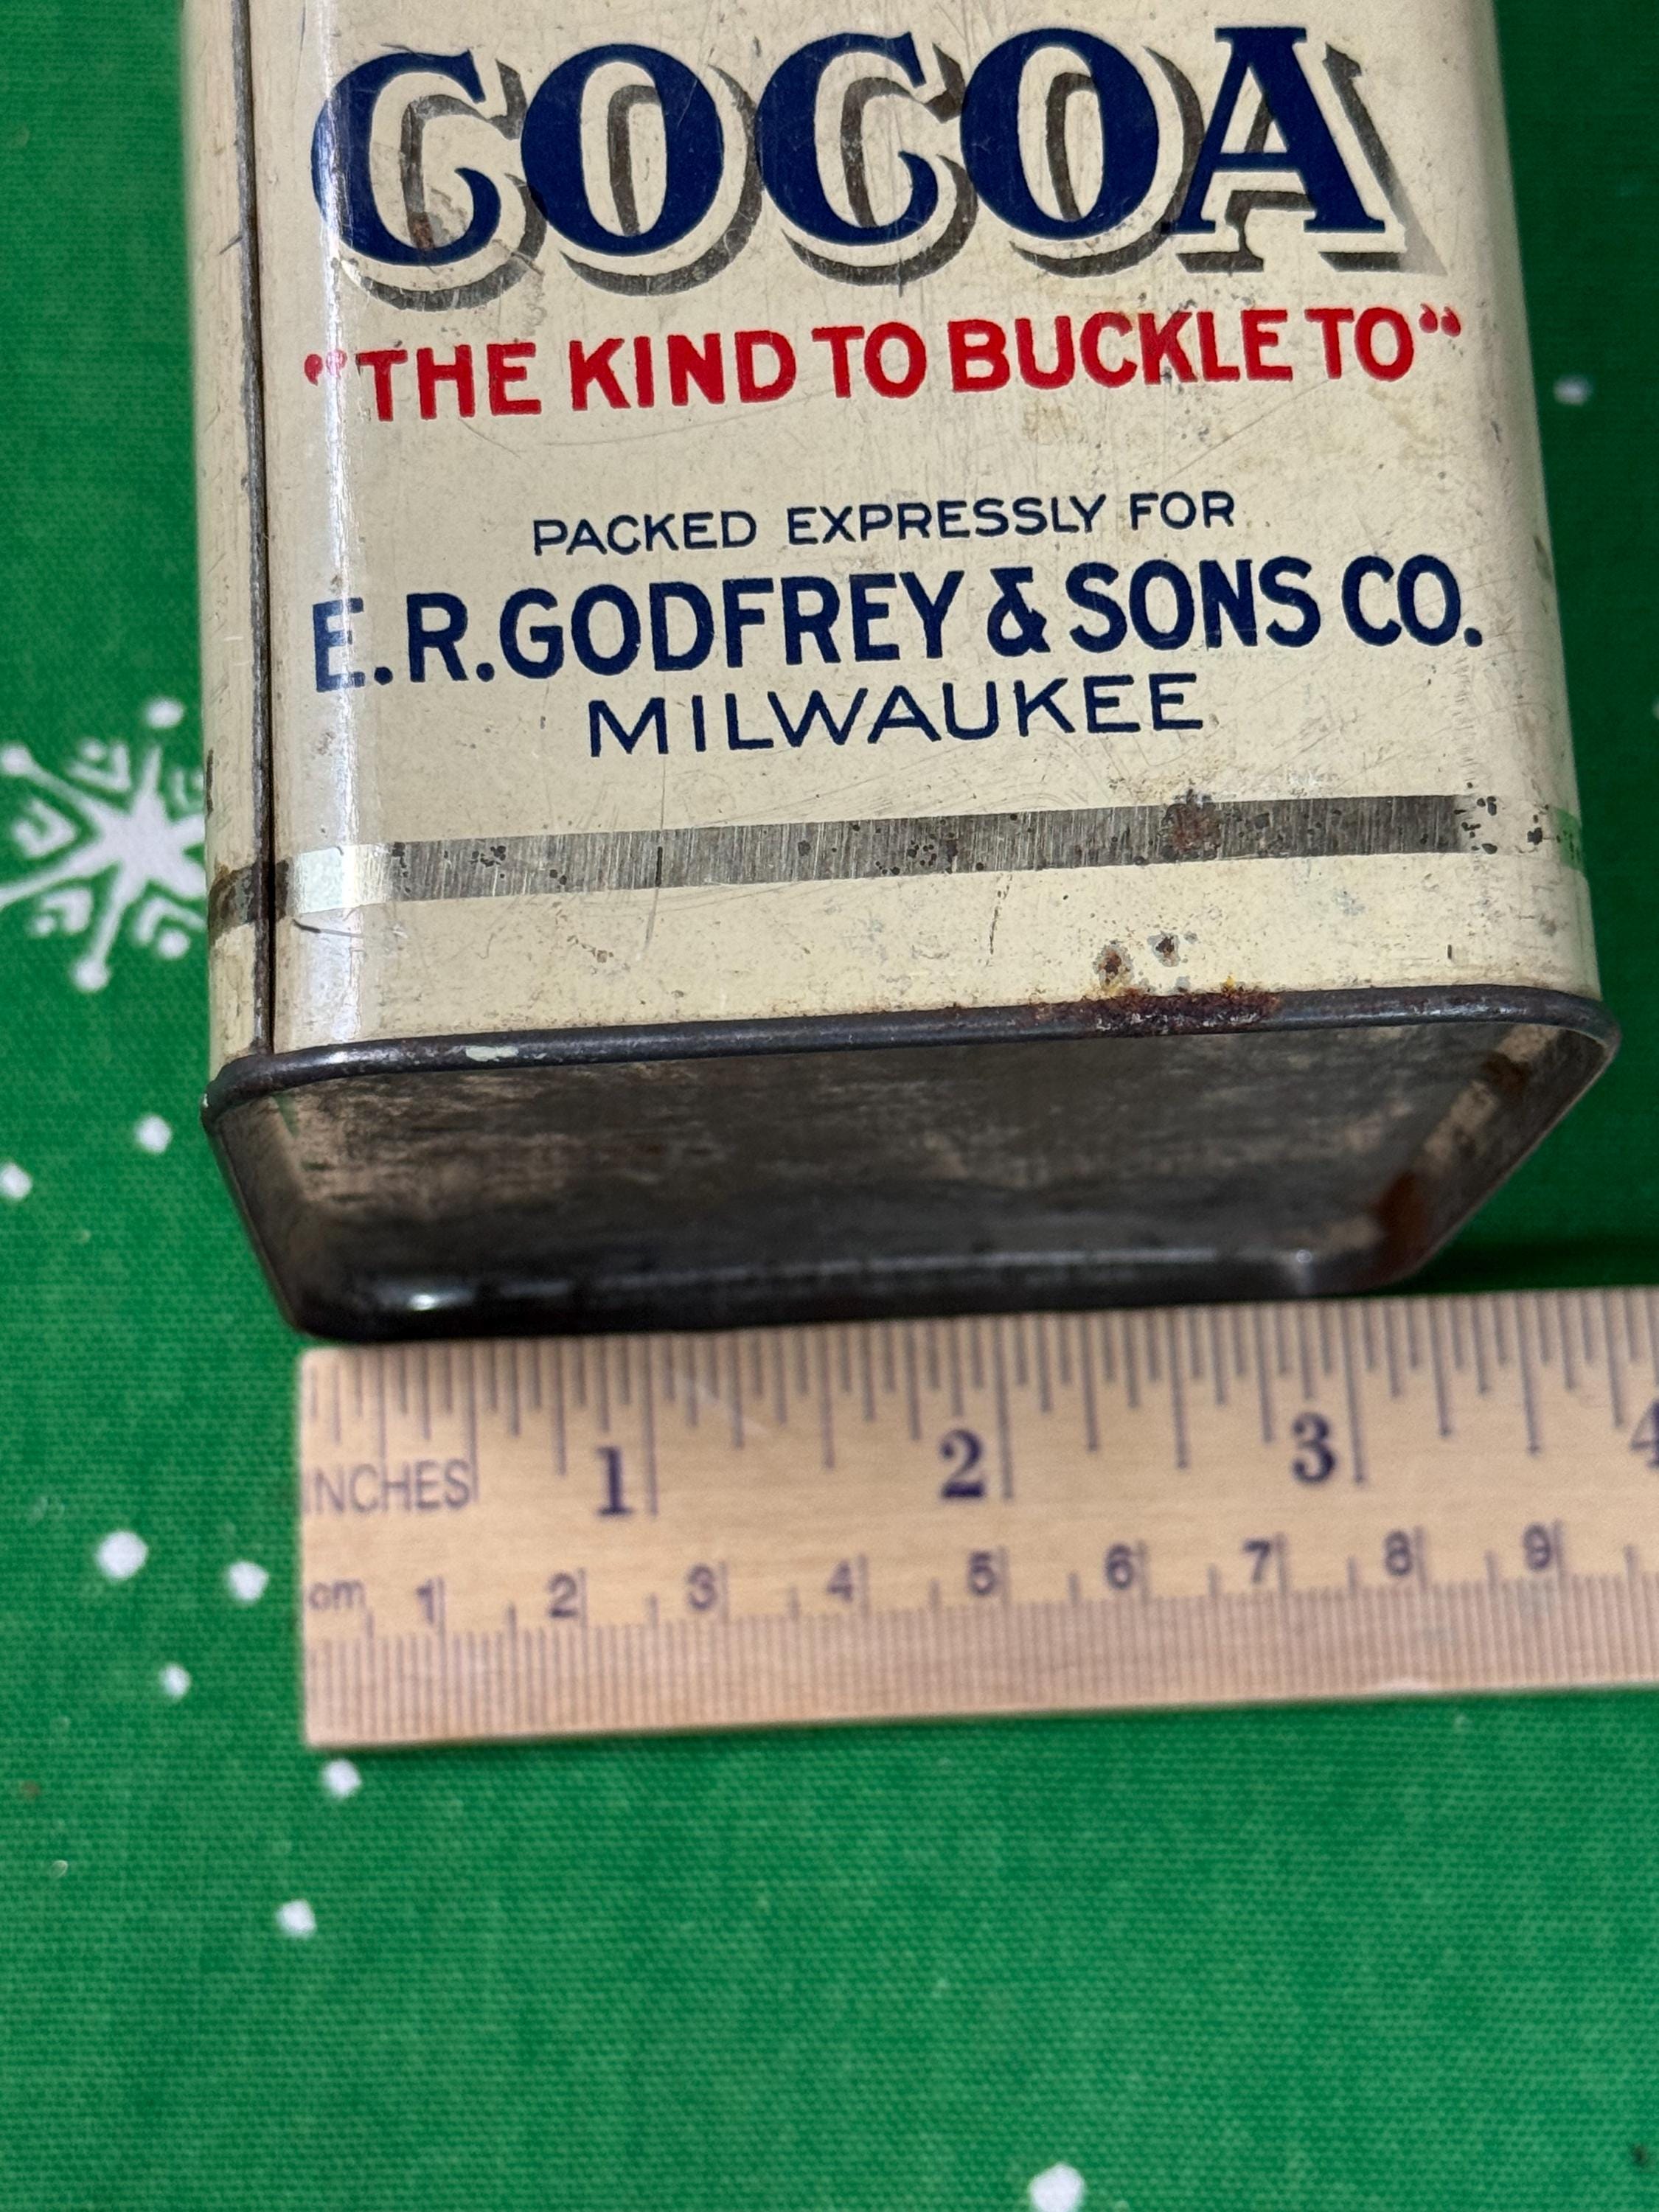 COCOA
"THE KIND TO BUCKLE TO"
PACKED EXPRESSLY FOR
E.R.GODFREY & SONS CO.
MILWAUKEE
1 2 3 4
INCHES
cm 1 2 3 4 5 6 7 8 9